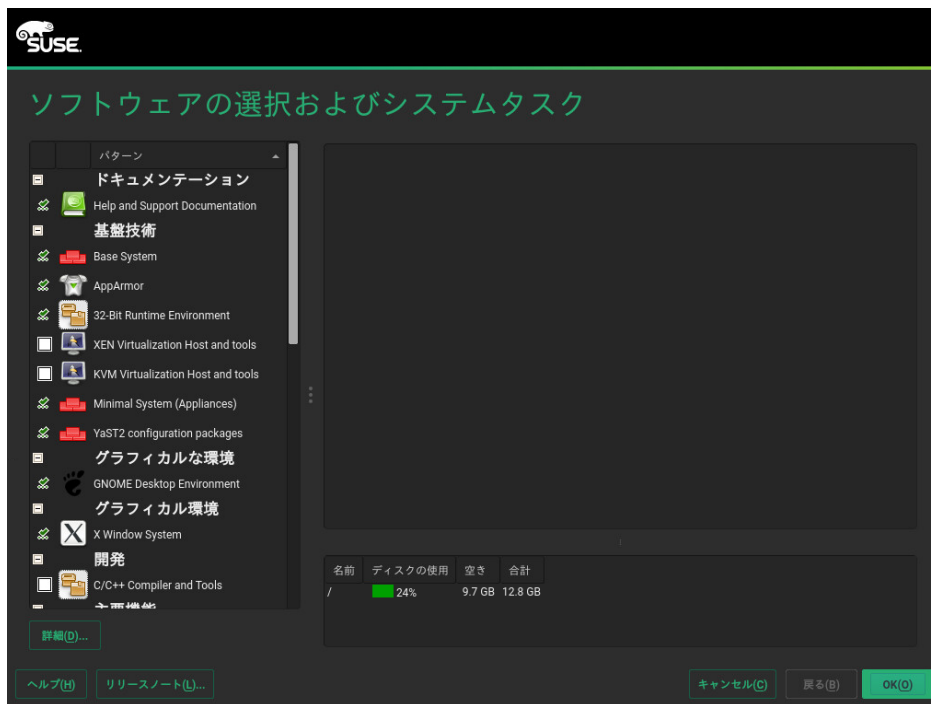 SUSE.
ソフトウェアの選択およびシステムタスク
パターン
ドキュメンテーション
Help and Support Documentation
基盤技術
Base System
AppArmor
32-Bit Runtime Environment
XEN Virtualization Host and tools
KVM Virtualization Host and tools
Minimal System (Appliances)
YaST2 configuration packages
グラフィカルな環境
GNOME Desktop Environment
グラフィカル環境
X Window System
開発
C/C++ Compiler and Tools
主要機能
詳細(D)...
名前 ディスクの使用 空き 合計
/ 24% 9.7 GB 12.8 GB
ヘルプ(H) リリースノート(L)... キャンセル(C) 戻る(B) OK(O)